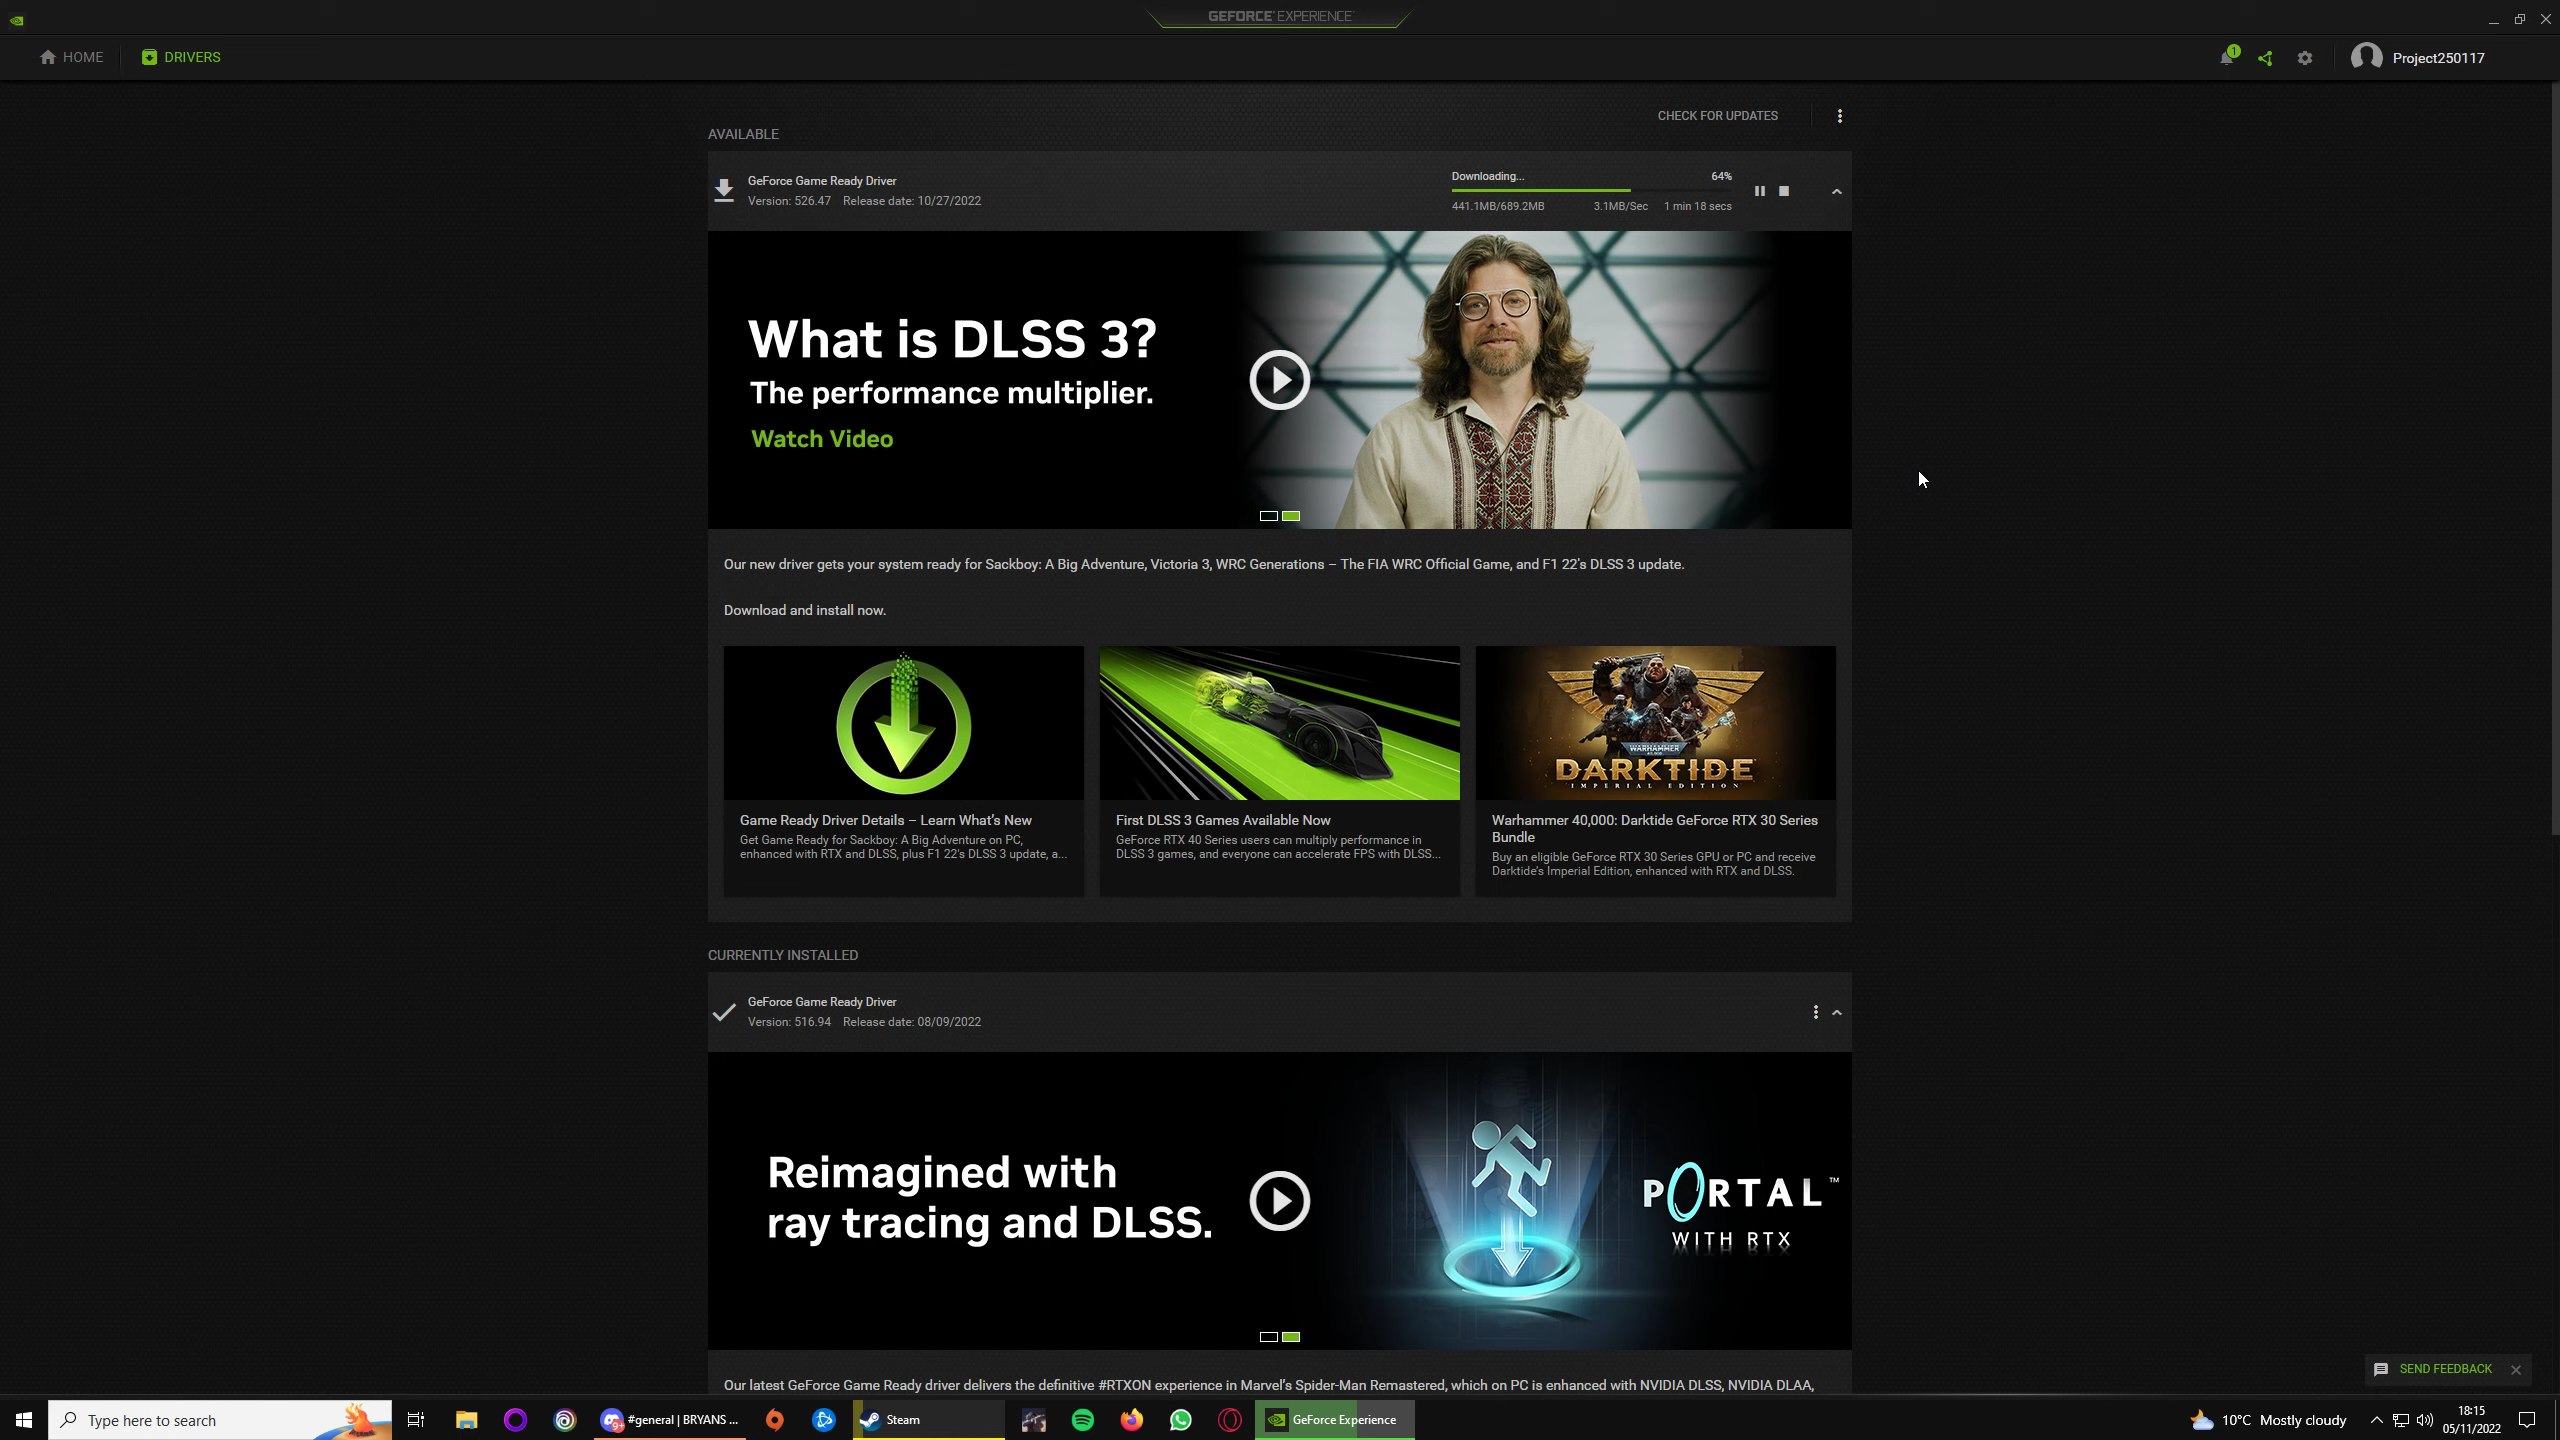 GEFORCE EXPERIENCE
HOME
DRIVERS
1
Project250117
CHECK FOR UPDATES
AVAILABLE
GeForce Game Ready Driver
Version: 526.47 Release date: 10/27/2022
Downloading... 64%
441.1MB/689.2MB 3.1MB/Sec 1 min 18 secs
What is DLSS 3?
The performance multiplier.
Watch Video
Our new driver gets your system ready for Sackboy: A Big Adventure, Victoria 3, WRC Generations – The FIA WRC Official Game, and F1 22's DLSS 3 update.
Download and install now.
WARHAMMER
40,000
DARKTIDE
IMPERIAL EDITION
Game Ready Driver Details – Learn What's New
Get Game Ready for Sackboy: A Big Adventure on PC,
enhanced with RTX and DLSS, plus F1 22's DLSS 3 update, a...
First DLSS 3 Games Available Now
GeForce RTX 40 Series users can multiply performance in
DLSS 3 games, and everyone can accelerate FPS with DLSS...
Warhammer 40,000: Darktide GeForce RTX 30 Series
Bundle
Buy an eligible GeForce RTX 30 Series GPU or PC and receive
Darktide's Imperial Edition, enhanced with RTX and DLSS.
CURRENTLY INSTALLED
GeForce Game Ready Driver
Version: 516.94 Release date: 08/09/2022
Reimagined with
ray tracing and DLSS.
PORTAL™
WITH RTX
SEND FEEDBACK
Our latest GeForce Game Ready driver delivers the definitive #RTXON experience in Marvel's Spider-Man Remastered, which on PC is enhanced with NVIDIA DLSS, NVIDIA DLAA,
Type here to search
9+
#general | BRYANS ...
Steam
GeForce Experience
10°C Mostly cloudy
18:15
05/11/2022